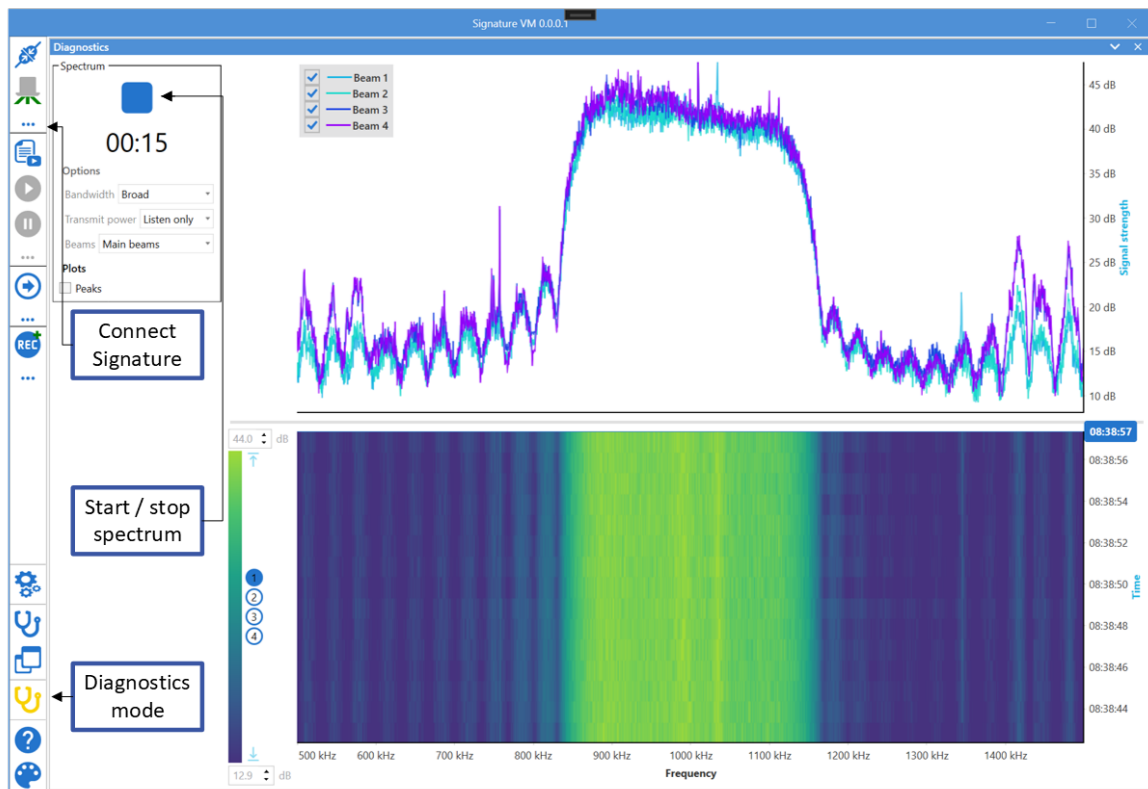 Signature VM 0.0.0.1
Diagnostics
Spectrum
00:15
Options
Bandwidth Broad
Transmit power Listen only
Beams Main beams
Plots
Peaks
REC
Connect
Signature
Start / stop
spectrum
Diagnostics
mode
Beam 1
Beam 2
Beam 3
Beam 4
45 dB
40 dB
35 dB
30 dB
25 dB
20 dB
15 dB
10 dB
Signal strength
44.0 dB
1
2
3
4
12.9 dB
08:38:57
08:38:56
08:38:54
08:38:52
08:38:50
08:38:48
08:38:46
08:38:44
Time
500 kHz 600 kHz 700 kHz 800 kHz 900 kHz 1000 kHz 1100 kHz 1200 kHz 1300 kHz 1400 kHz
Frequency